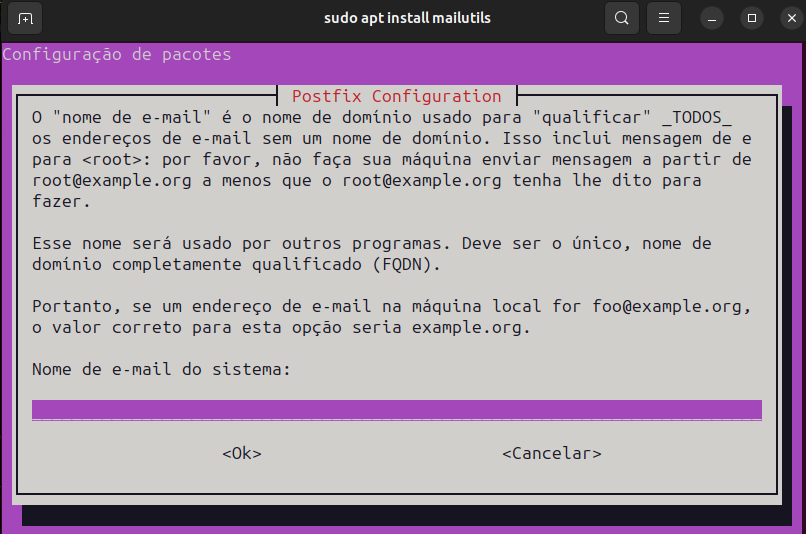 sudo apt install mailutils
Configuração de pacotes
Postfix Configuration
O "nome de e-mail" é o nome de domínio usado para "qualificar" _TODOS_
os endereços de e-mail sem um nome de domínio. Isso inclui mensagem de e
para <root>: por favor, não faça sua máquina enviar mensagem a partir de
root@example.org a menos que o root@example.org tenha lhe dito para
fazer.
Esse nome será usado por outros programas. Deve ser o único, nome de
domínio completamente qualificado (FQDN).
Portanto, se um endereço de e-mail na máquina local for foo@example.org,
o valor correto para esta opção seria example.org.
Nome de e-mail do sistema:
<Ok> <Cancelar>